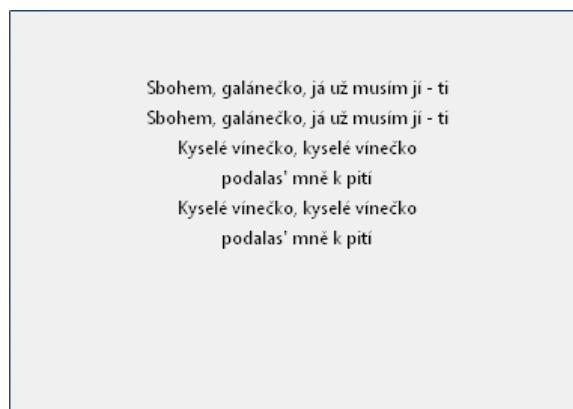 Sbohem, galánečko, já už musím jí - ti
Sbohem, galánečko, já už musím jí - ti
Kyselé vínečko, kyselé vínečko
podalas' mně k pití
Kyselé vínečko, kyselé vínečko
podalas' mně k pití